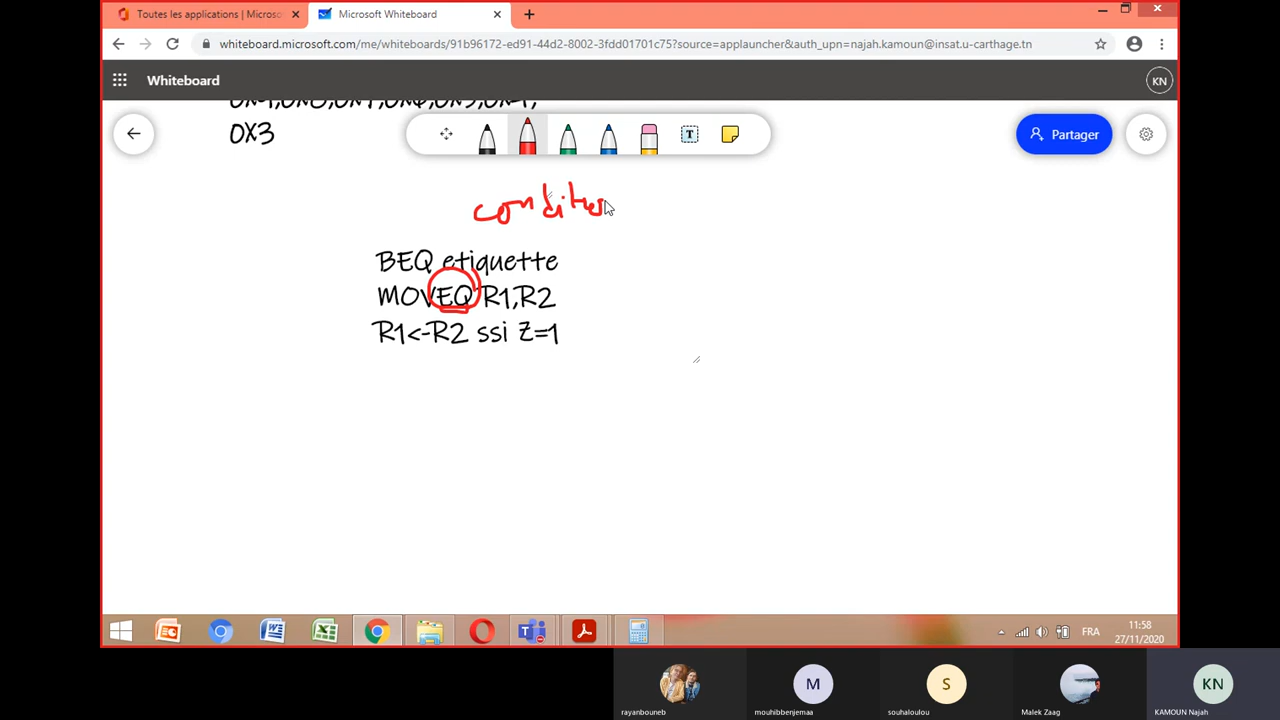 Toutes les applications | Microso
Microsoft Whiteboard
whiteboard.microsoft.com/me/whiteboards/91b96172-ed91-44d2-8002-3fdd01701c75?source=applauncher&auth_upn=najah.kamoun@insat.u-carthage.tn
Whiteboard
KN
0X3
T
Partager
BEQ etiquette
MOVEQ R1,R2
R1<-R2 ssi Z=1
FRA
11:58
27/11/2020
M
S
KN
rayanbouneb
mouhibbenjemaa
souhaloulou
Malek Zaag
KAMOUN Najah